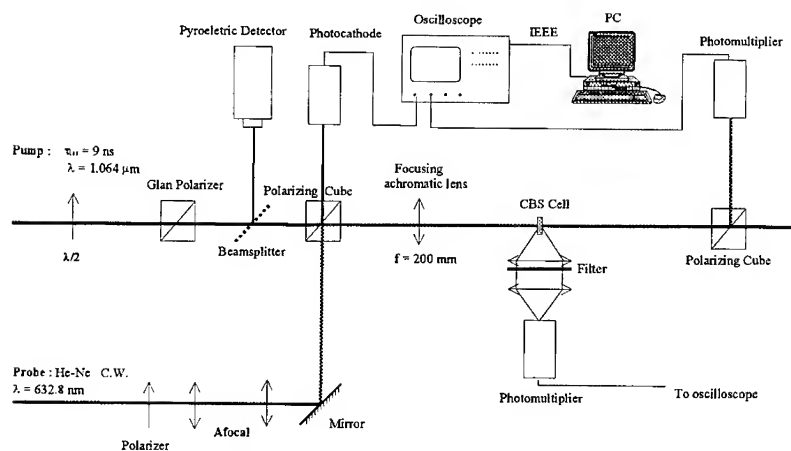 Pyroeletric Detector
Photocathode
Oscilloscope
IEEE
PC
Photomultiplier
Pump : = 9 ns
λ = 1.064 µm
Glan Polarizer
Polarizing Cube
Focusing
achromatic lens
CBS Cell
λ/2
Beamsplitter
f = 200 mm
Filter
Polarizing Cube
Probe : He-Ne C.W.
λ = 632.8 nm
Polarizer
Afocal
Mirror
Photomultiplier
To oscilloscope